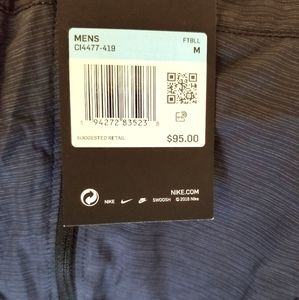 MENS FTBLL
CI4477-419 M
1 94272 83523 8
SUGGESTED RETAIL $95.00
NIKE.COM
NIKE SWOOSH © 2018 NIKE